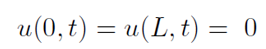 u(0, t) = u(L, t) = 0